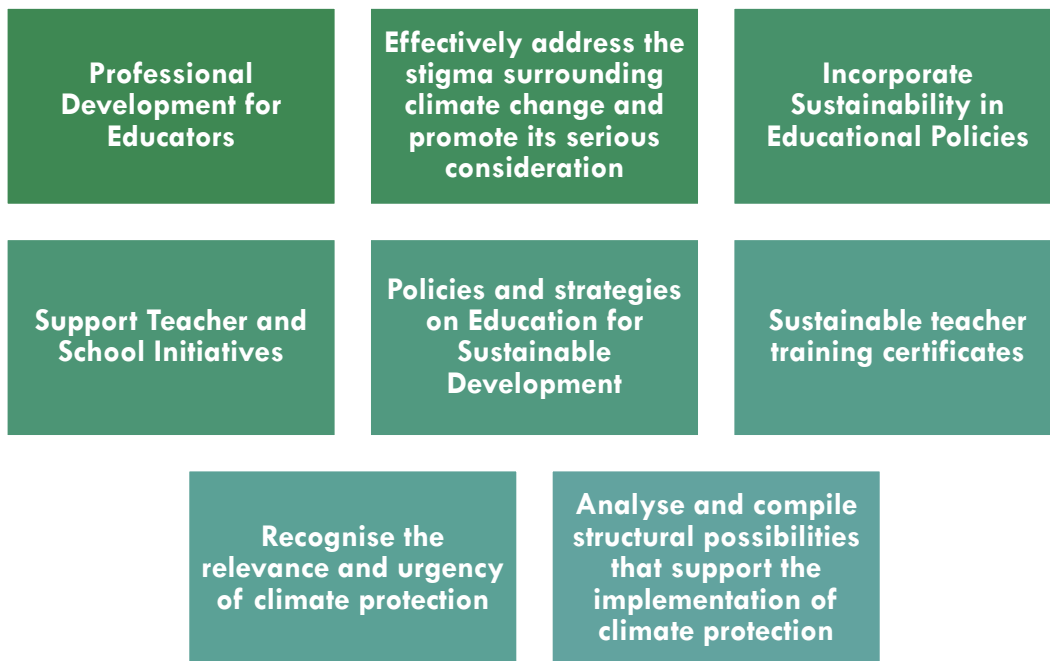 Professional
Development for
Educators
Effectively address the
stigma surrounding
climate change and
promote its serious
consideration
Incorporate
Sustainability in
Educational Policies
Support Teacher and
School Initiatives
Policies and strategies
on Education for
Sustainable
Development
Sustainable teacher
training certificates
Recognise the
relevance and urgency
of climate protection
Analyse and compile
structural possibilities
that support the
implementation of
climate protection